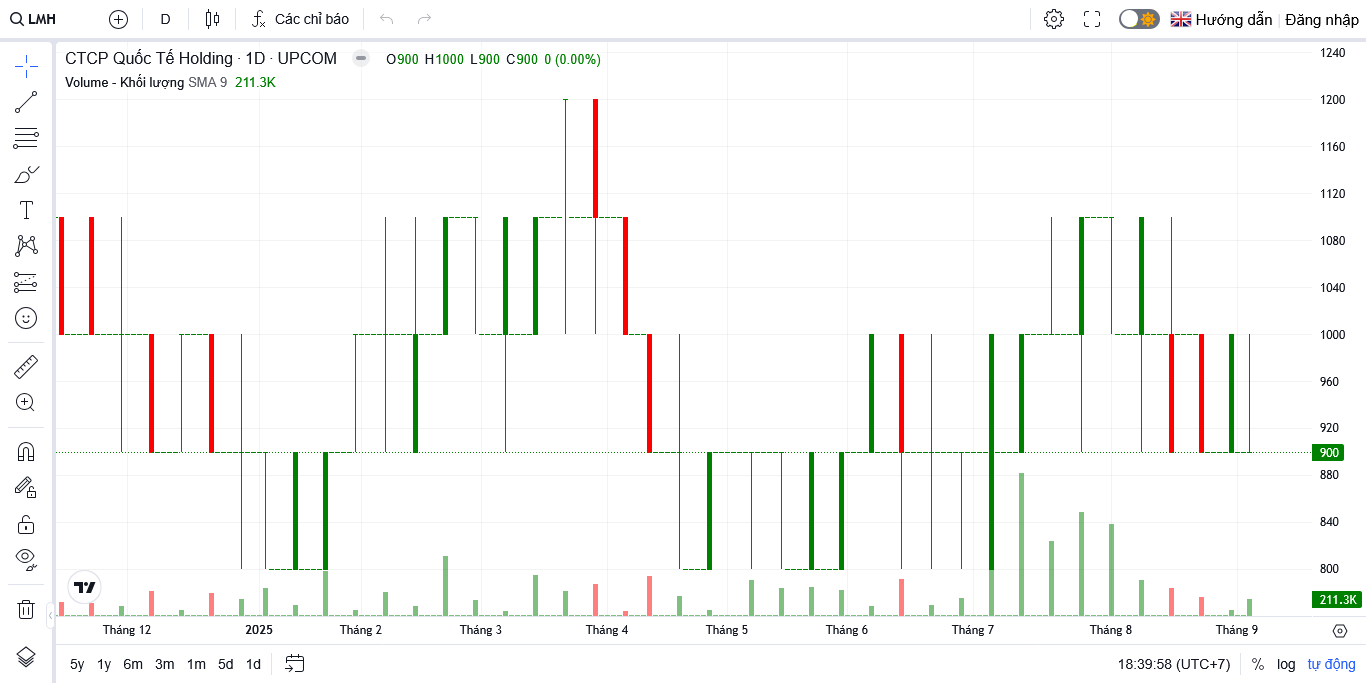 LMH D Các chỉ báo Hướng dẫn Đăng nhập
CTCP Quốc Tế Holding · 1D · UPCOM O900 H1000 L900 C900 0 (0.00%)
Volume - Khối lượng SMA 9 211.3K
1240
1200
1160
1120
1080
1040
1000
960
920
900
880
840
800
211.3K
Tháng 12 2025 Tháng 2 Tháng 3 Tháng 4 Tháng 5 Tháng 6 Tháng 7 Tháng 8 Tháng 9
5y 1y 6m 3m 1m 5d 1d 18:39:58 (UTC+7) % log tự động